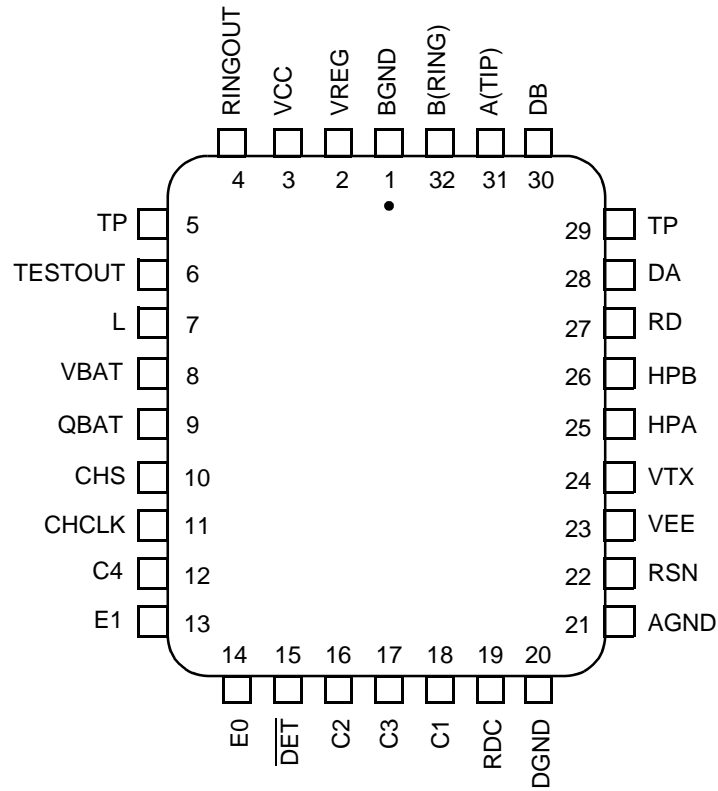 RINGOUT VCC VREG BGND B(RING) A(TIP) DB
4 3 2 1 32 31 30
TP 5 29 TP
TESTOUT 6 28 DA
L 7 27 RD
VBAT 8 26 HPB
QBAT 9 25 HPA
CHS 10 24 VTX
CHCLK 11 23 VEE
C4 12 22 RSN
E1 13 21 AGND
14 15 16 17 18 19 20
E0 D̅E̅T̅ C2 C3 C1 RDC DGND